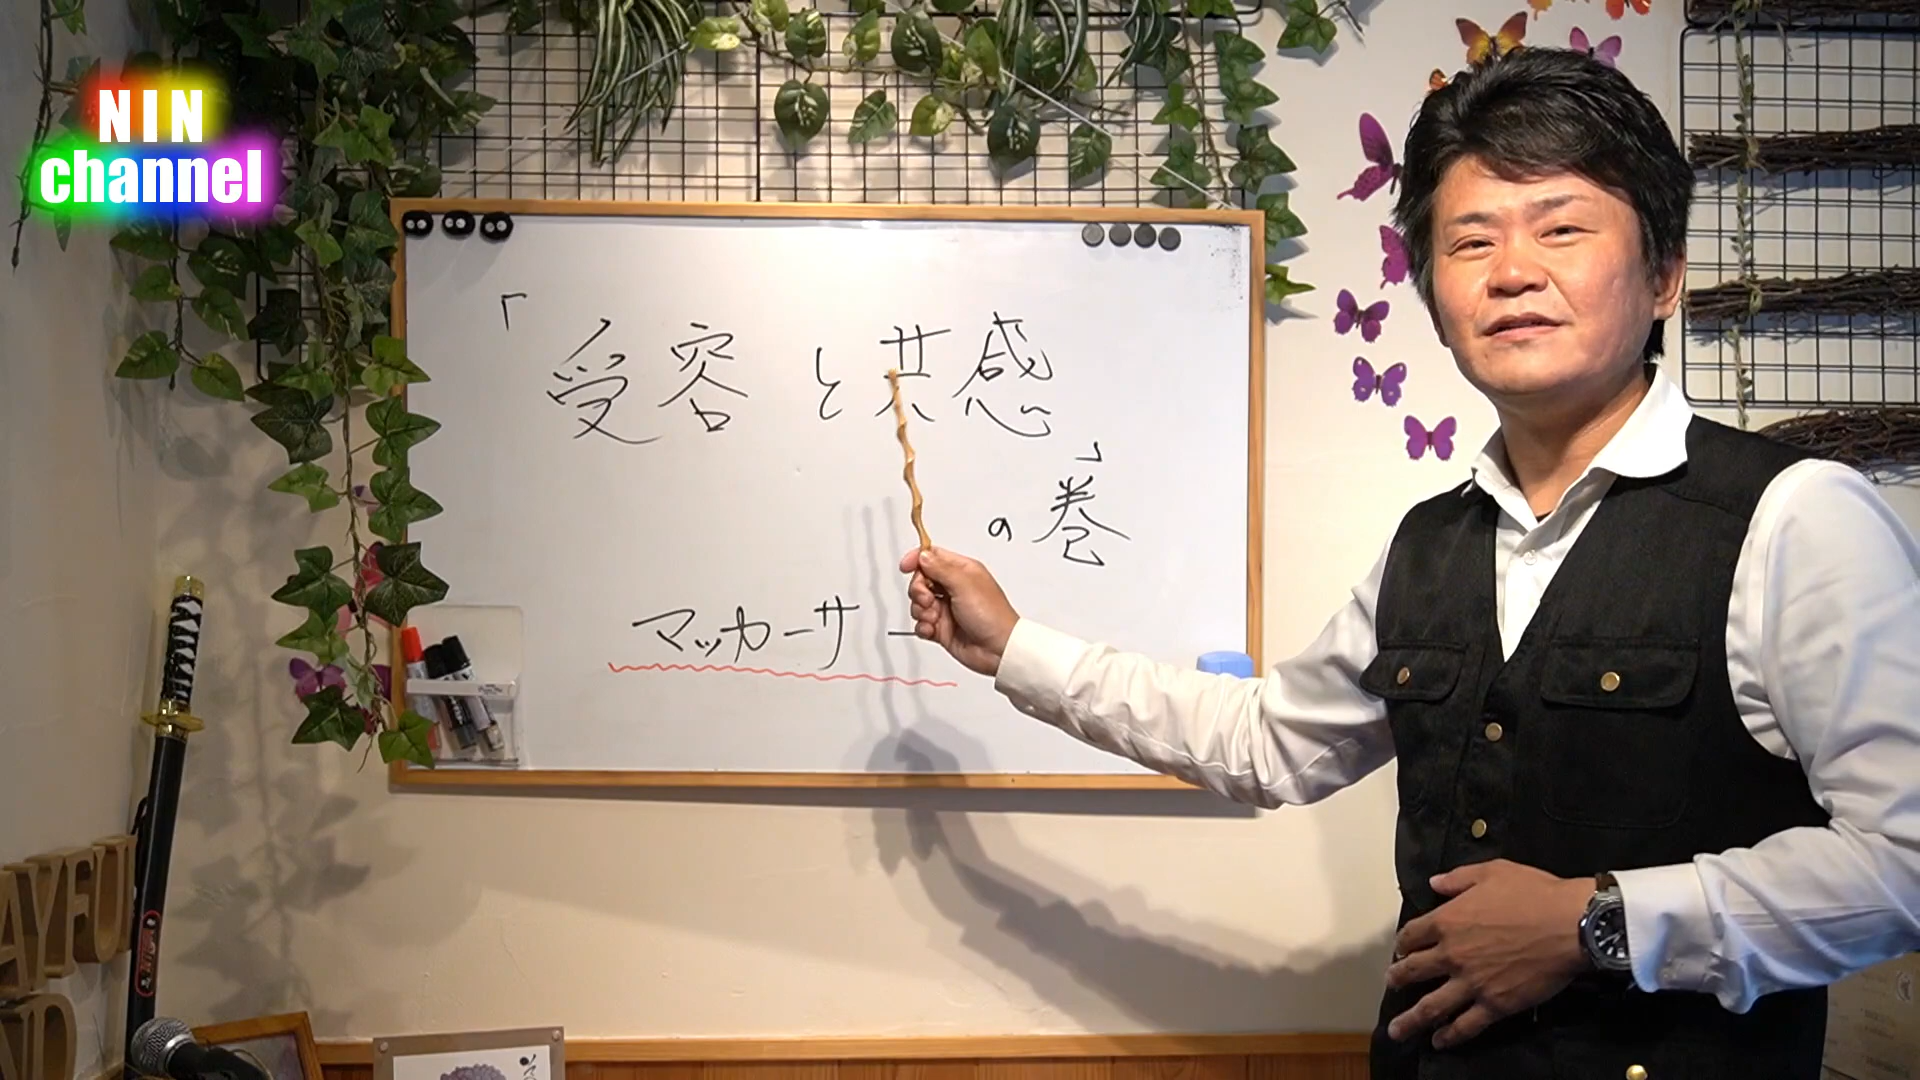 NIN
channel
「受容と共感」
の巻
マッカーサー